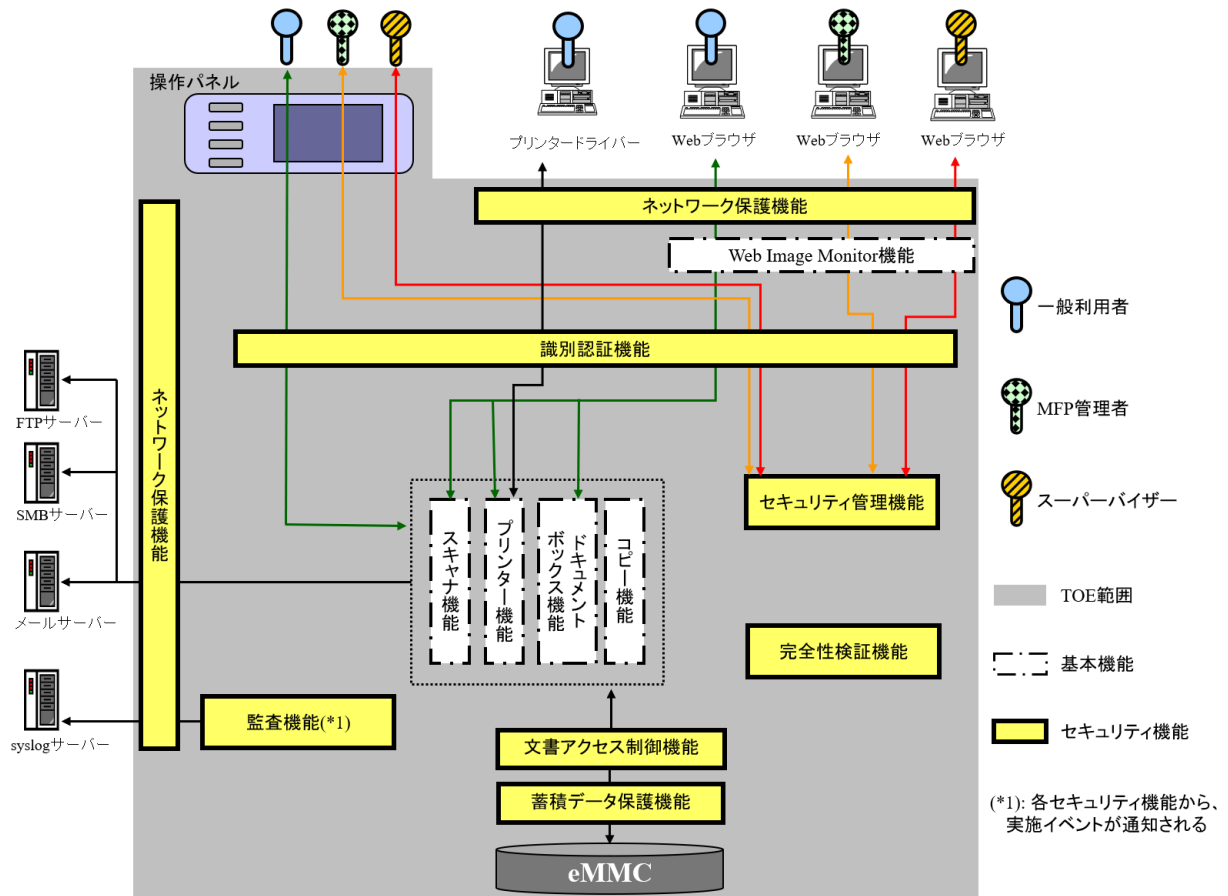 操作パネル
プリンタードライバー
Webブラウザ
Webブラウザ
Webブラウザ
ネットワーク保護機能
Web Image Monitor機能
識別認証機能
ネットワーク保護機能
FTPサーバー
SMBサーバー
メールサーバー
syslogサーバー
スキャナ機能
プリンター機能
ドキュメント
ボックス機能
コピー機能
セキュリティ管理機能
完全性検証機能
監査機能(*1)
文書アクセス制御機能
蓄積データ保護機能
eMMC
一般利用者
MFP管理者
スーパーバイザー
TOE範囲
基本機能
セキュリティ機能
(*1): 各セキュリティ機能から、
実施イベントが通知される